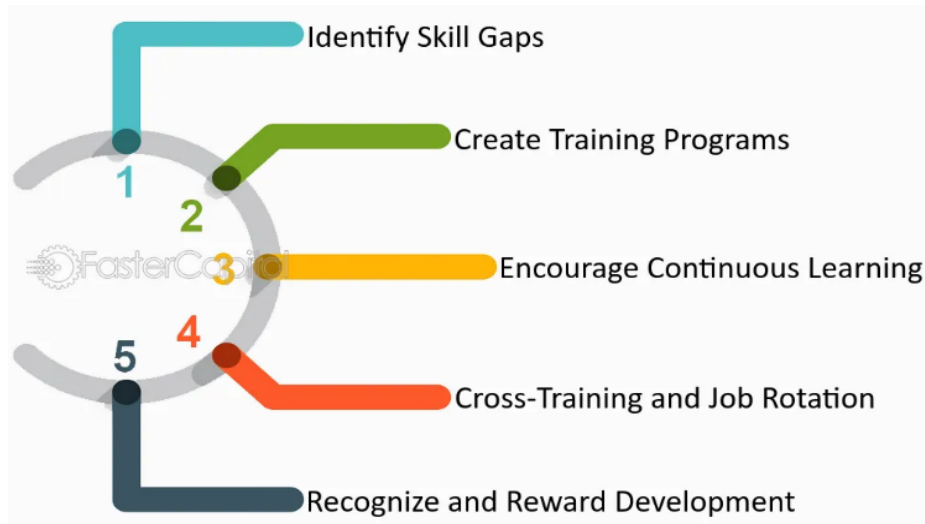 Identify Skill Gaps
1
Create Training Programs
2
FasterCapital
3
Encourage Continuous Learning
4
Cross-Training and Job Rotation
5
Recognize and Reward Development